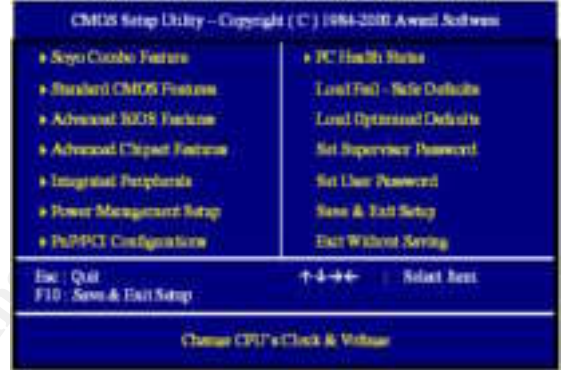 CMOS Setup Utility - Copyright ( C ) 1984-2000 Award Software
Soyo Combo Feature
Standard CMOS Features
Advanced BIOS Features
Advanced Chipset Features
Integrated Peripherals
Power Management Setup
PnP/PCI Configurations
PC Health Status
Load Fail - Safe Defaults
Load Optimized Defaults
Set Supervisor Password
Set User Password
Save & Exit Setup
Exit Without Saving
Esc : Quit
F10 : Save & Exit Setup
↑↓→← : Select Item
Change CPU's Clock & Voltage